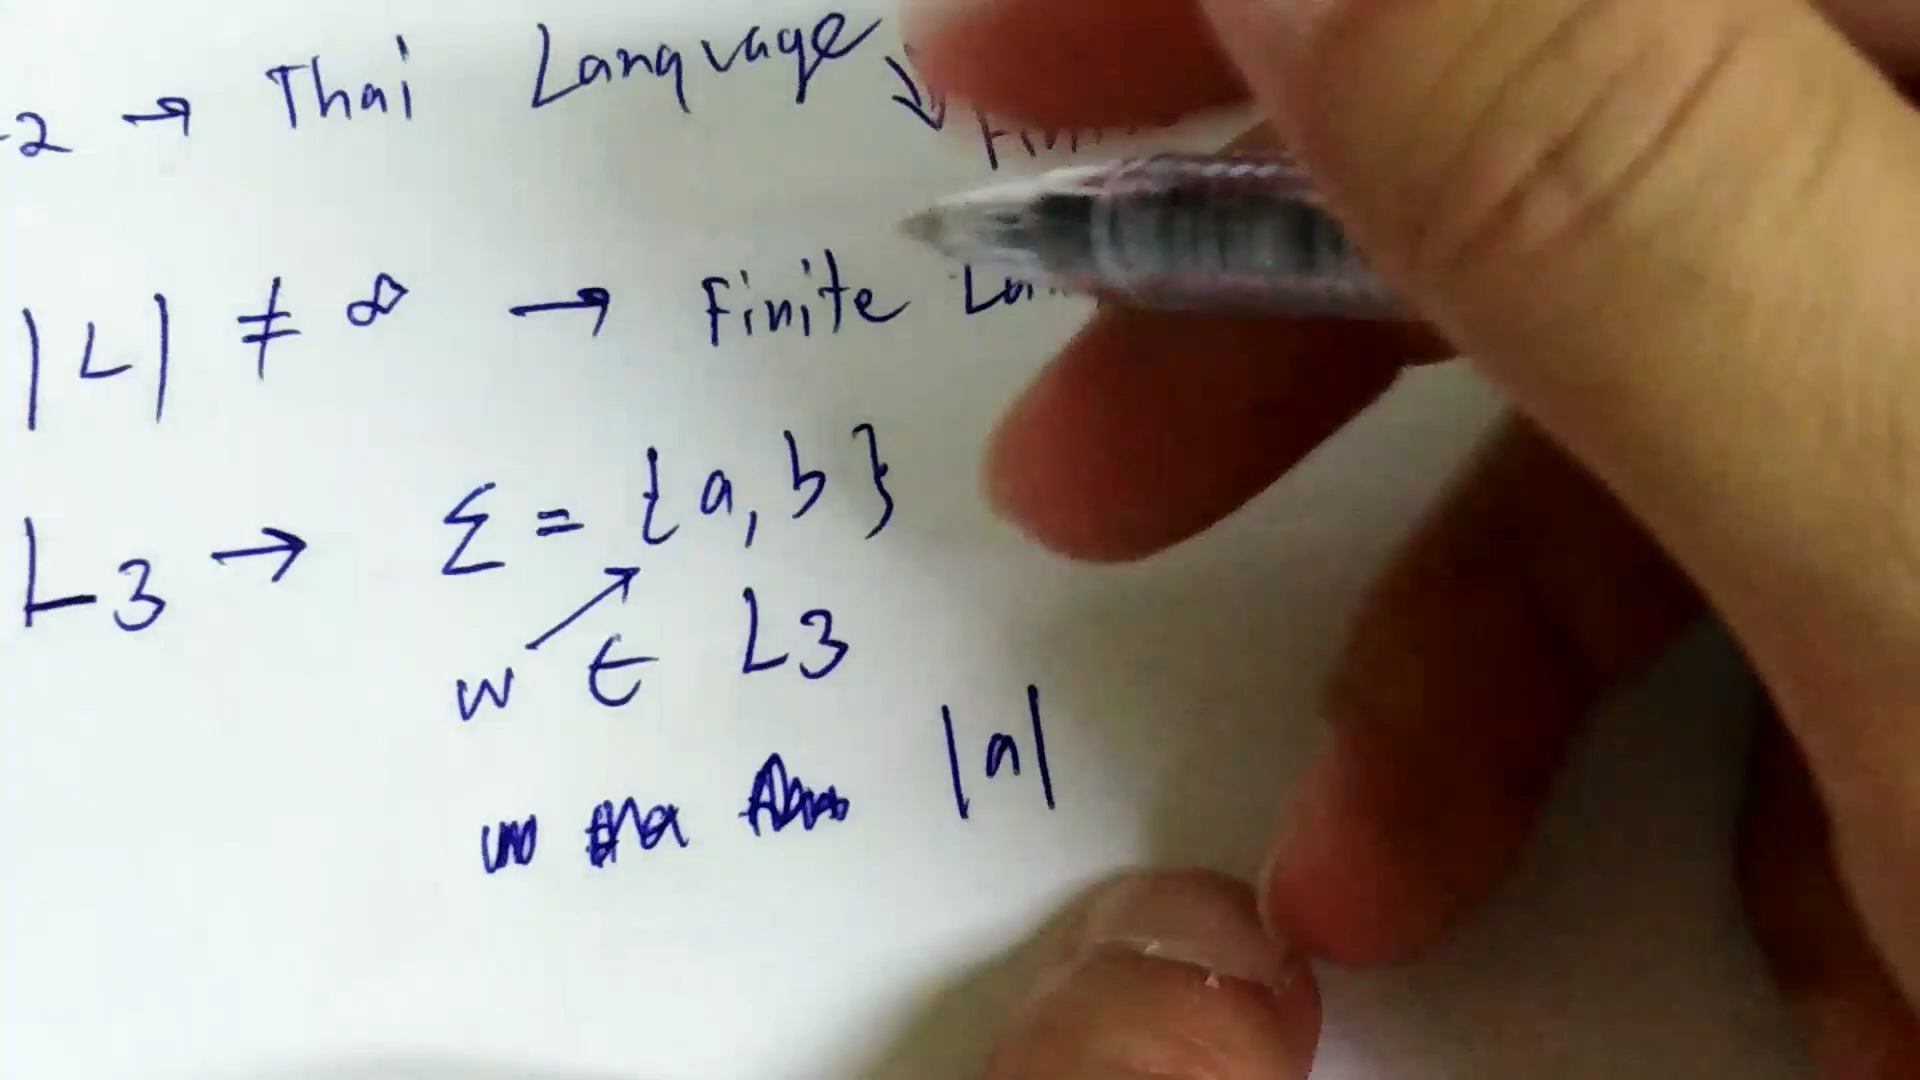 2 → Thai Language ↘
|L| ≠ ∞ → Finite
L3 → Σ = {a, b}
w ∈ L3
|a|